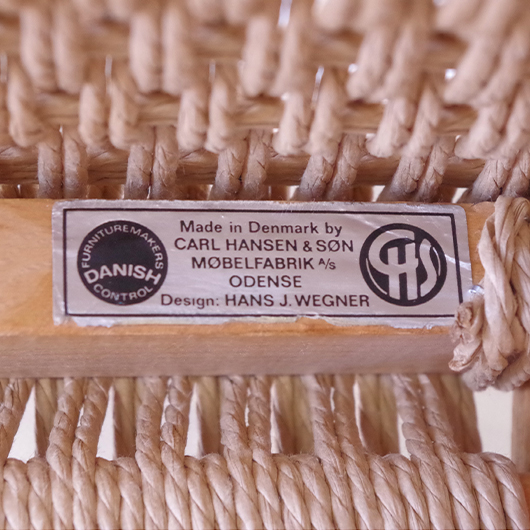 FURNITUREMAKERS
DANISH
CONTROL
Made in Denmark by
CARL HANSEN & SØN
MØBELFABRIK A/s
ODENSE
Design: HANS J. WEGNER
CHS